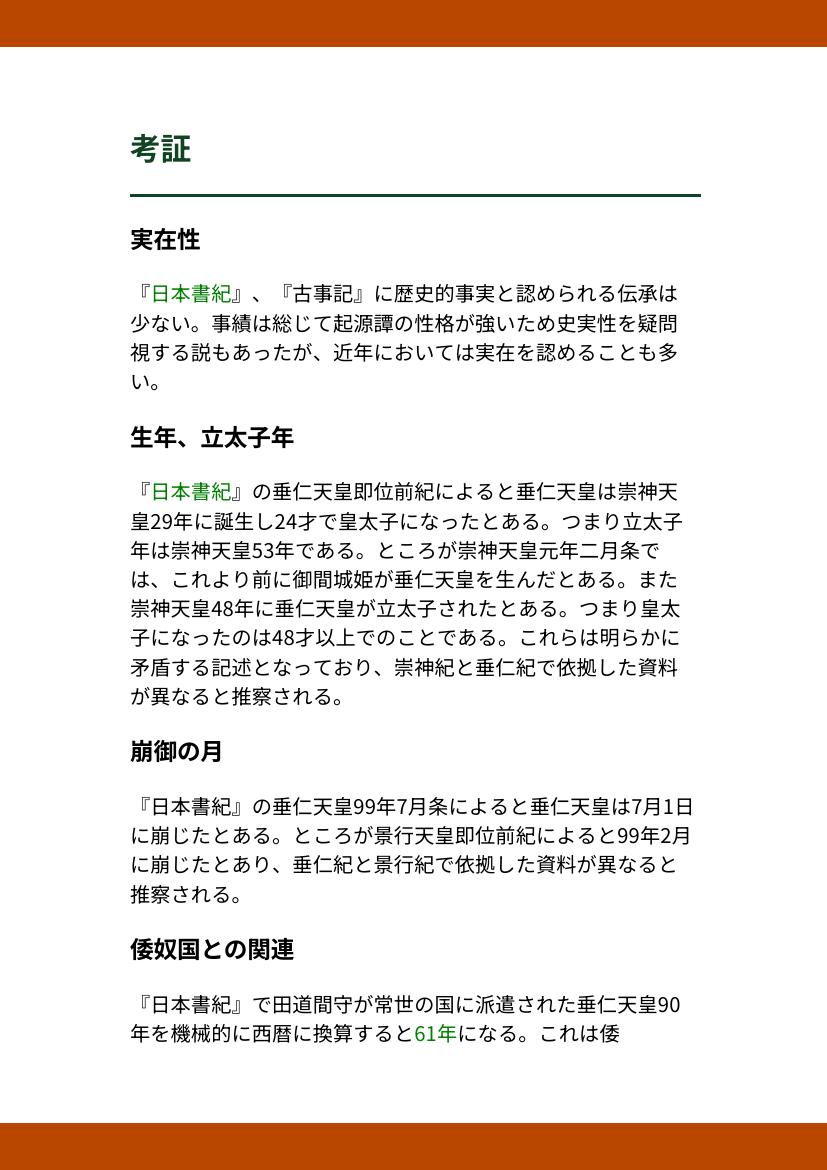 考証
実在性
『日本書紀』、『古事記』に歴史的事実と認められる伝承は
少ない。事績は総じて起源譚の性格が強いため史実性を疑問
視する説もあったが、近年においては実在を認めることも多
い。
生年、立太子年
『日本書紀』の垂仁天皇即位前紀によると垂仁天皇は崇神天
皇29年に誕生し24才で皇太子になったとある。つまり立太子
年は崇神天皇53年である。ところが崇神天皇元年二月条で
は、これより前に御間城姫が垂仁天皇を生んだとある。また
崇神天皇48年に垂仁天皇が立太子されたとある。つまり皇太
子になったのは48才以上でのことである。これらは明らかに
矛盾する記述となっており、崇神紀と垂仁紀で依拠した資料
が異なると推察される。
崩御の月
『日本書紀』の垂仁天皇99年7月条によると垂仁天皇は7月1日
に崩じたとある。ところが景行天皇即位前紀によると99年2月
に崩じたとあり、垂仁紀と景行紀で依拠した資料が異なると
推察される。
倭奴国との関連
『日本書紀』で田道間守が常世の国に派遣された垂仁天皇90
年を機械的に西暦に換算すると61年になる。これは倭